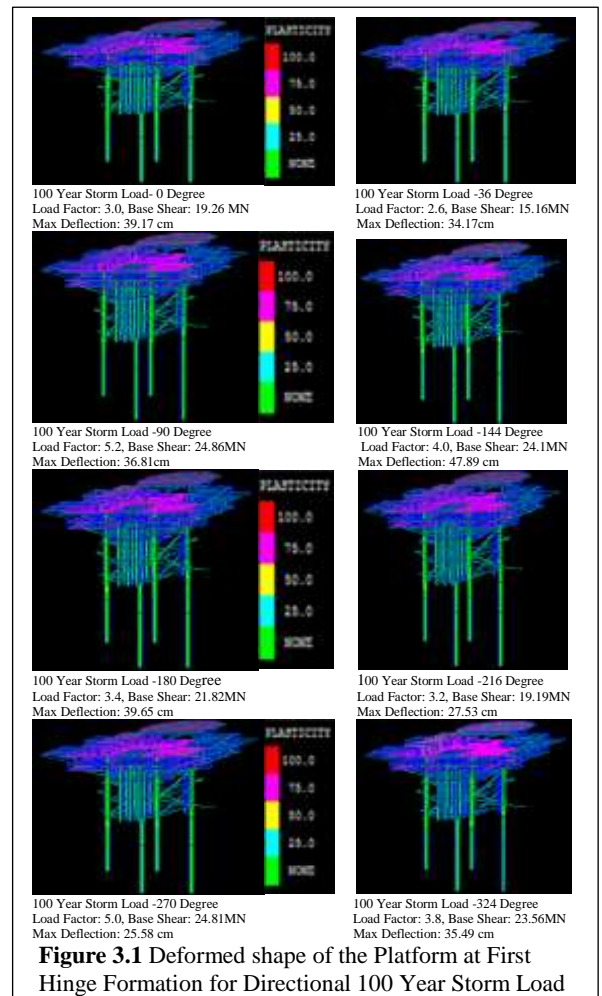 PLASTICITY
100.0
75.0
50.0
25.0
NONE
100 Year Storm Load- 0 Degree
Load Factor: 3.0, Base Shear: 19.26 MN
Max Deflection: 39.17 cm
100 Year Storm Load -36 Degree
Load Factor: 2.6, Base Shear: 15.16MN
Max Deflection: 34.17cm
PLASTICITY
100.0
75.0
50.0
25.0
NONE
100 Year Storm Load -90 Degree
Load Factor: 5.2, Base Shear: 24.86MN
Max Deflection: 36.81cm
100 Year Storm Load -144 Degree
Load Factor: 4.0, Base Shear: 24.1MN
Max Deflection: 47.89 cm
PLASTICITY
100.0
75.0
50.0
25.0
NONE
100 Year Storm Load -180 Degree
Load Factor: 3.4, Base Shear: 21.82MN
Max Deflection: 39.65 cm
100 Year Storm Load -216 Degree
Load Factor: 3.2, Base Shear: 19.19MN
Max Deflection: 27.53 cm
PLASTICITY
100.0
75.0
50.0
25.0
NONE
100 Year Storm Load -270 Degree
Load Factor: 5.0, Base Shear: 24.81MN
Max Deflection: 25.58 cm
100 Year Storm Load -324 Degree
Load Factor: 3.8, Base Shear: 23.56MN
Max Deflection: 35.49 cm
Figure 3.1 Deformed shape of the Platform at First
Hinge Formation for Directional 100 Year Storm Load